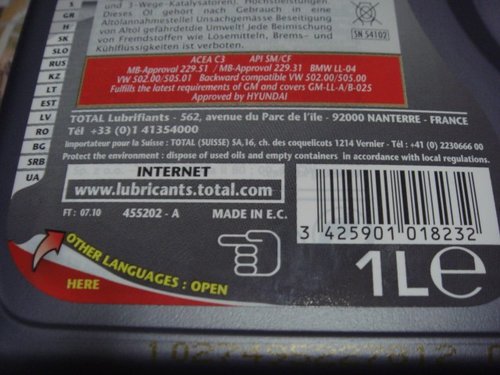 S
GR
H
SK
SLO
RUS
KZ
LT
EST
LV
RO
BG
SRB
UA
und 3-Wege-Katalysatoren). Höchstleistungen.
Dieses Öl gehört nach Gebrauch in eine
Altölannahmestelle! Unsachgemässe Beseitigung
von Altöl gefährdet die Umwelt! Jede Beimischung
von Fremdstoffen wie Lösemitteln, Brems- und
Kühlflüssigkeiten ist verboten.
SN 54102
ACEA C3 API SM/CF
MB-Approval 229.51 / MB-Approval 229.31 BMW LL-04
VW 502.00/505.01 Backward compatible VW 502.00/505.00
Fulfills the latest requirements of GM and covers GM-LL-A/B-025
Approved by HYUNDAI
TOTAL Lubrifiants - 562, avenue du Parc de l'île - 92000 NANTERRE - FRANCE
Tél +33 (0)1 41354000
Importateur pour la Suisse : TOTAL (SUISSE) SA,16, ch. des coquelicots 1214 Vernier - Tél : +41 (0) 2230666 00
Protect the environment : dispose of used oils and empty containers in accordance with local regulations.
INTERNET
www.lubricants.total.com
FT : 07.10 455202 - A MADE IN E.C.
3 425901 018232
OTHER LANGUAGES : OPEN
HERE
1L e